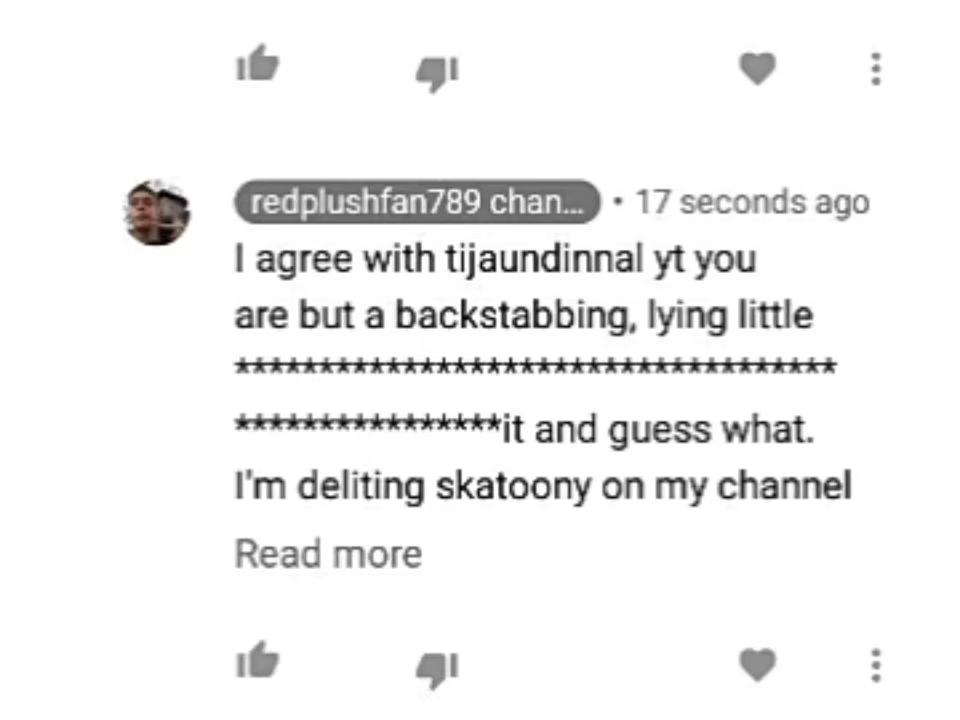 redplushfan789 chan... • 17 seconds ago
I agree with tijaundinnal yt you
are but a backstabbing, lying little
************************************
****************it and guess what.
I'm deliting skatoony on my channel
Read more